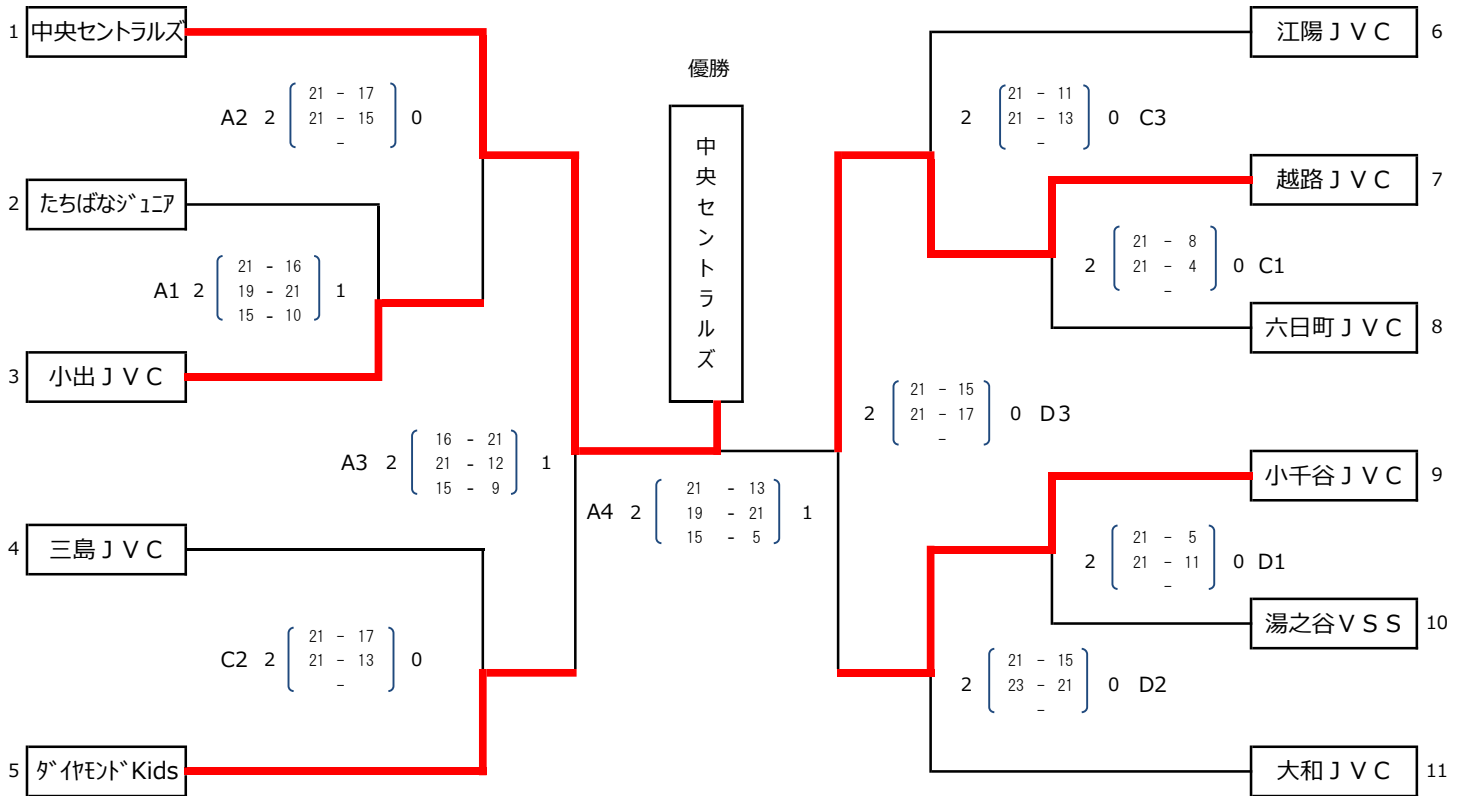 1 中央セントラルズ
A2 2 21 - 17 0
21 - 15
-
2 たちばなｼﾞｭﾆｱ
A1 2 21 - 16 1
19 - 21
15 - 10
3 小出ＪＶＣ
A3 2 16 - 21 1
21 - 12
15 - 9
4 三島ＪＶＣ
C2 2 21 - 17 0
21 - 13
-
5 ﾀﾞｲﾔﾓﾝﾄﾞKids
優勝
中央セントラルズ
A4 2 21 - 13 1
19 - 21
15 - 5
江陽ＪＶＣ 6
2 21 - 11 0 C3
21 - 13
-
越路ＪＶＣ 7
2 21 - 8 0 C1
21 - 4
-
六日町ＪＶＣ 8
2 21 - 15 0 D3
21 - 17
-
小千谷ＪＶＣ 9
2 21 - 5 0 D1
21 - 11
-
湯之谷ＶＳＳ 10
2 21 - 15 0 D2
23 - 21
-
大和ＪＶＣ 11